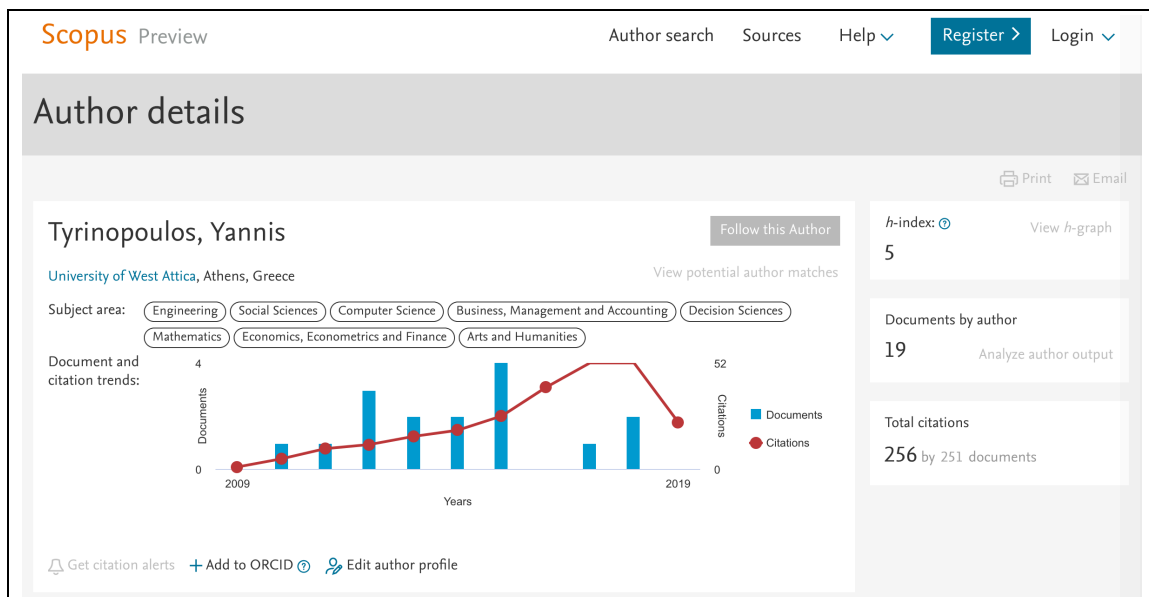 Scopus Preview
Author search Sources Help Register Login
Author details
Print Email
Tyrinopoulos, Yannis
Follow this Author
University of West Attica, Athens, Greece
View potential author matches
Subject area: Engineering Social Sciences Computer Science Business, Management and Accounting Decision Sciences
Mathematics Economics, Econometrics and Finance Arts and Humanities
Document and
citation trends:
4
52
Documents
Citations
0
0
2009
2019
Years
Documents
Citations
Get citation alerts + Add to ORCID ? Edit author profile
h-index: ? View h-graph
5
Documents by author
19 Analyze author output
Total citations
256 by 251 documents